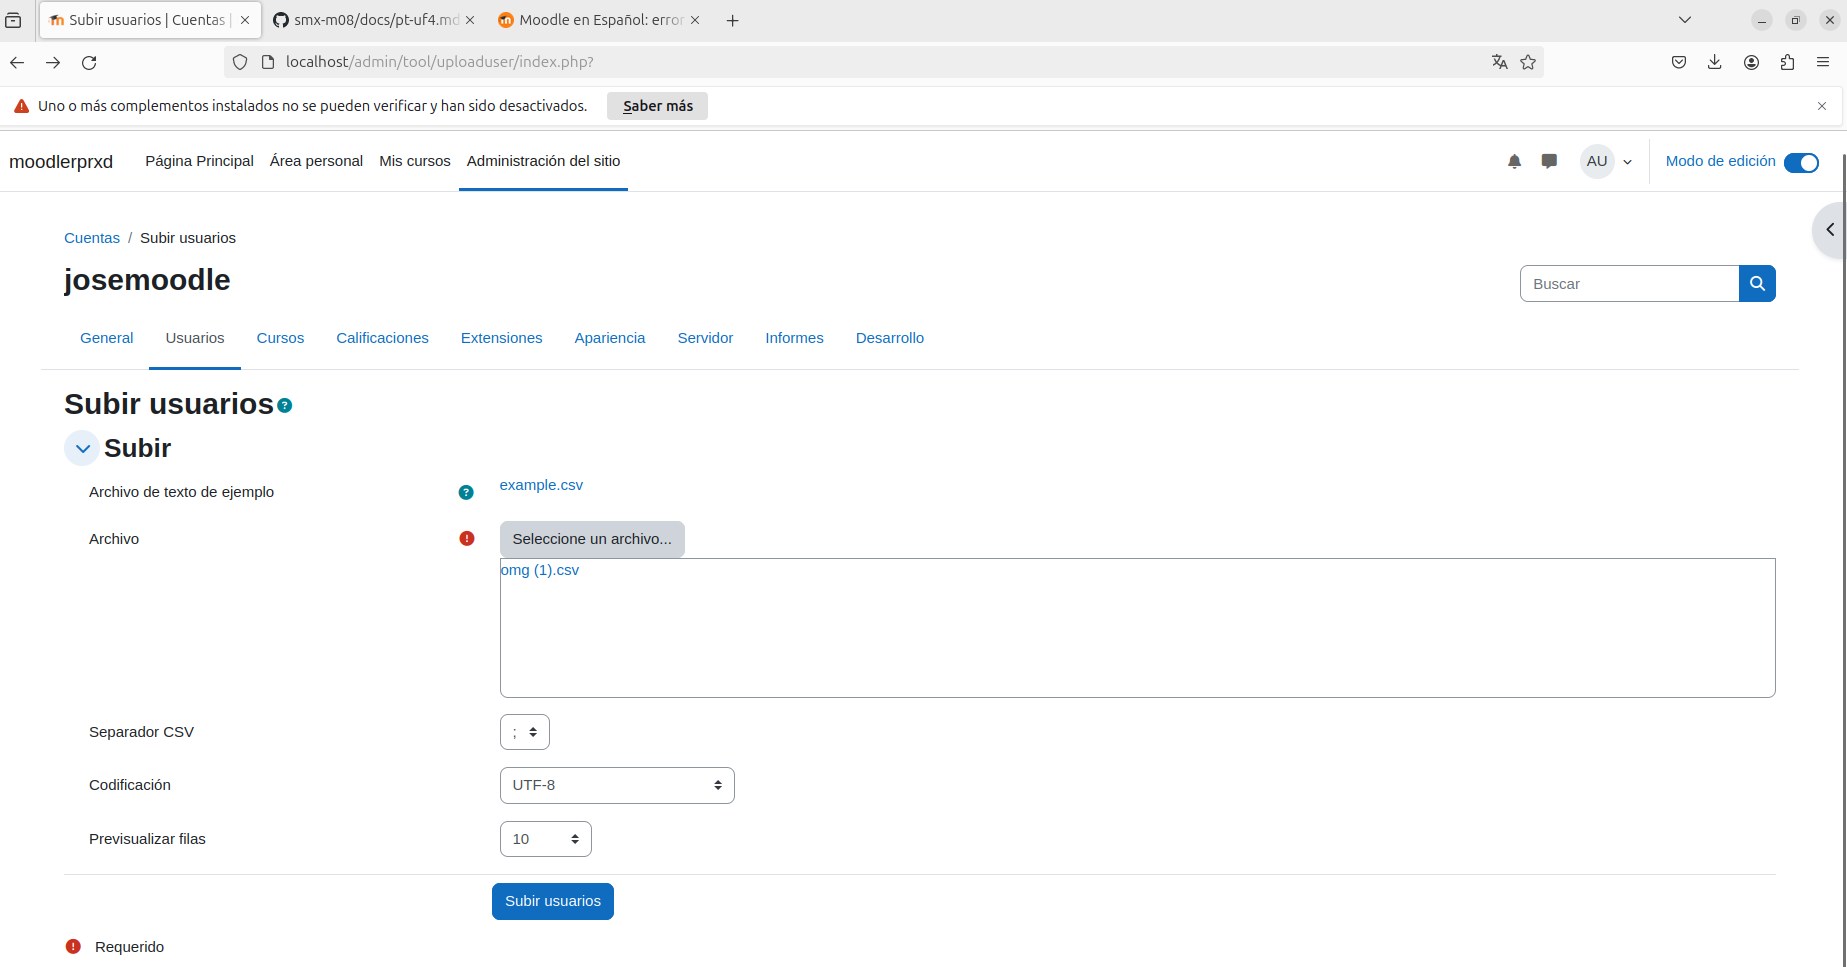 Subir usuarios | Cuentas |
smx-m08/docs/pt-uf4.md
Moodle en Español: error
localhost/admin/tool/uploaduser/index.php?
Uno o más complementos instalados no se pueden verificar y han sido desactivados.
Saber más
moodlerprxd
Página Principal
Área personal
Mis cursos
Administración del sitio
AU
Modo de edición
Cuentas / Subir usuarios
josemoodle
Buscar
General
Usuarios
Cursos
Calificaciones
Extensiones
Apariencia
Servidor
Informes
Desarrollo
Subir usuarios
Subir
Archivo de texto de ejemplo
example.csv
Archivo
Seleccione un archivo...
omg (1).csv
Separador CSV
;
Codificación
UTF-8
Previsualizar filas
10
Subir usuarios
Requerido